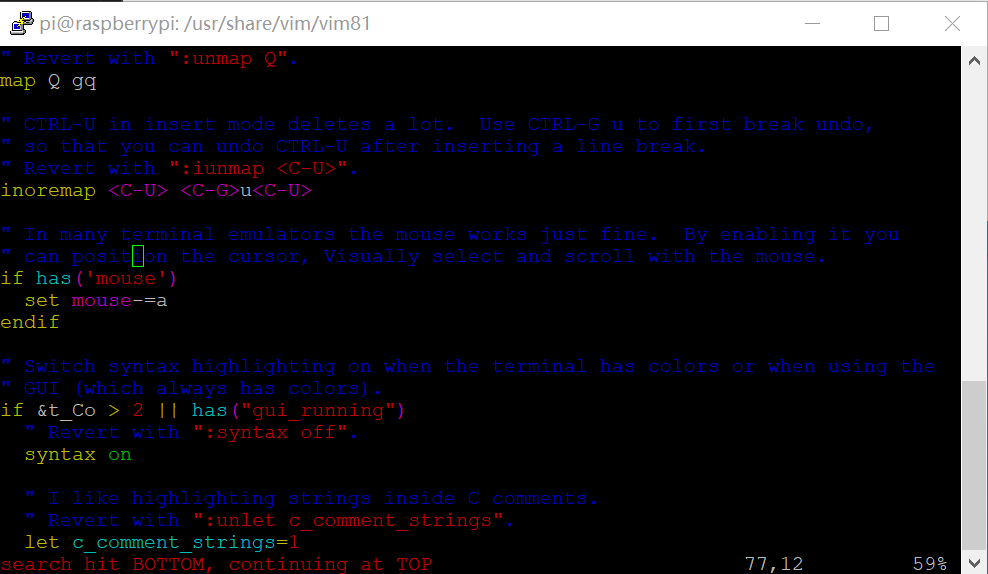 pi@raspberrypi: /usr/share/vim/vim81
" Revert with ":unmap Q".
map Q gq
" CTRL-U in insert mode deletes a lot.  Use CTRL-G u to first break undo,
" so that you can undo CTRL-U after inserting a line break.
" Revert with ":iunmap <C-U>".
inoremap <C-U> <C-G>u<C-U>
" In many terminal emulators the mouse works just fine.  By enabling it you
" can position the cursor, Visually select and scroll with the mouse.
if has('mouse')
  set mouse-=a
endif
" Switch syntax highlighting on when the terminal has colors or when using the
" GUI (which always has colors).
if &t_Co > 2 || has("gui_running")
  " Revert with ":syntax off".
  syntax on
  " I like highlighting strings inside C comments.
  " Revert with ":unlet c_comment_strings".
  let c_comment_strings=1
search hit BOTTOM, continuing at TOP 77,12 59%